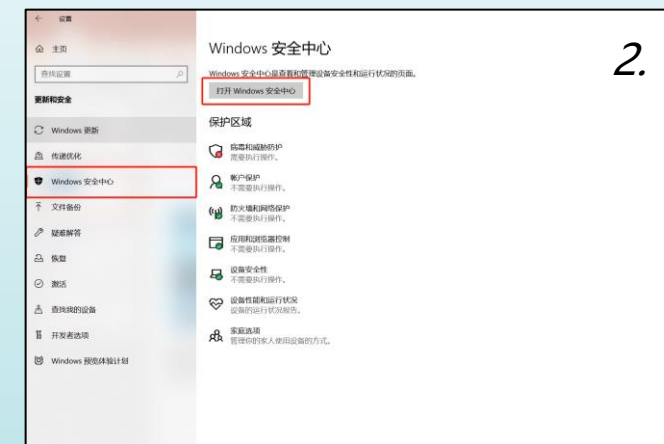 设置
主页
查找设置
更新和安全
Windows 更新
传递优化
Windows 安全中心
文件备份
疑难解答
恢复
激活
查找我的设备
开发者选项
Windows 预览体验计划
Windows 安全中心
Windows 安全中心是查看和管理设备安全性和运行状况的页面。
打开 Windows 安全中心
保护区域
病毒和威胁防护
需要执行操作。
帐户保护
不需要执行操作。
防火墙和网络保护
不需要执行操作。
应用和浏览器控制
不需要执行操作。
设备安全性
不需要执行操作。
设备性能和运行状况
设备的运行状况报告。
家庭选项
管理你的家人使用设备的方式。
2.